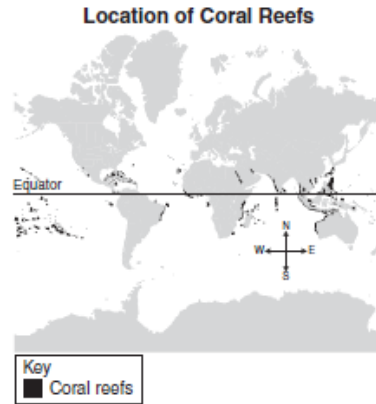 Location of Coral Reefs
Equator
N
W E
S
Key
Coral reefs